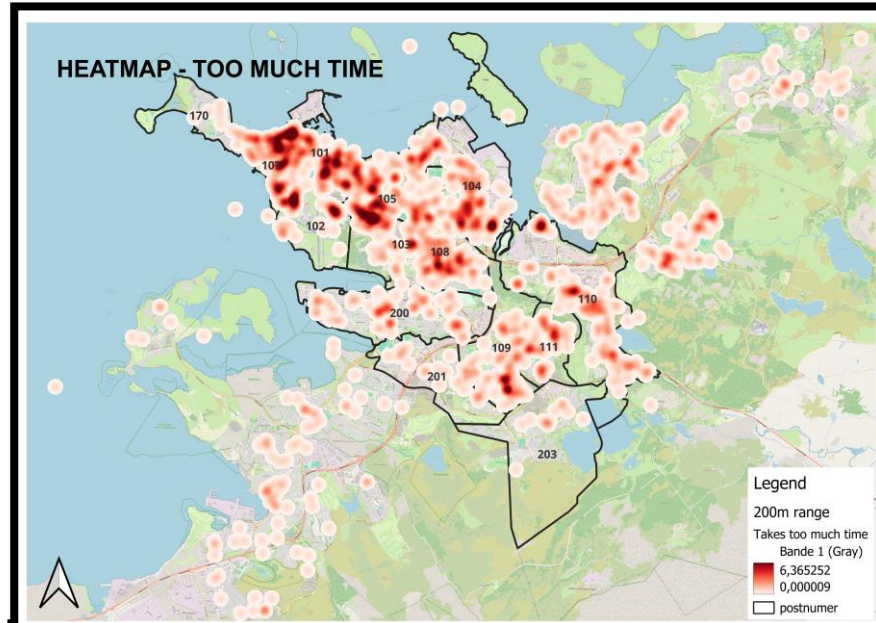 HEATMAP - TOO MUCH TIME
170
101
107
104
105
102
103
108
110
200
109
111
201
203
Legend
200m range
Takes too much time
Bande 1 (Gray)
6,365252
0,000009
postnumer